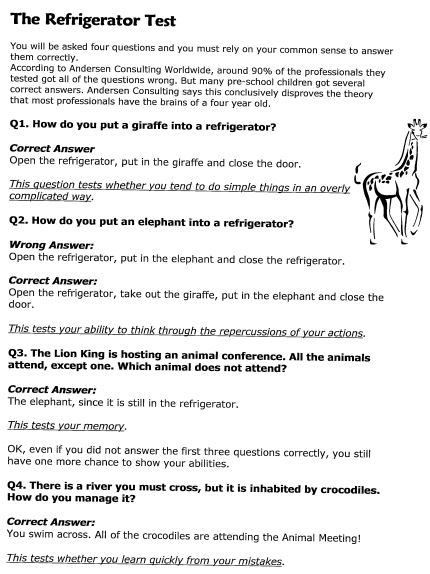 The Refrigerator Test
You will be asked four questions and you must rely on your common sense to answer
them correctly.
According to Andersen Consulting Worldwide, around 90% of the professionals they
tested got all of the questions wrong. But many pre-school children got several
correct answers. Andersen Consulting says this conclusively disproves the theory
that most professionals have the brains of a four year old.
Q1. How do you put a giraffe into a refrigerator?
Correct Answer
Open the refrigerator, put in the giraffe and close the door.
This question tests whether you tend to do simple things in an overly
complicated way.
Q2. How do you put an elephant into a refrigerator?
Wrong Answer:
Open the refrigerator, put in the elephant and close the refrigerator.
Correct Answer:
Open the refrigerator, take out the giraffe, put in the elephant and close the
door.
This tests your ability to think through the repercussions of your actions.
Q3. The Lion King is hosting an animal conference. All the animals
attend, except one. Which animal does not attend?
Correct Answer:
The elephant, since it is still in the refrigerator.
This tests your memory.
OK, even if you did not answer the first three questions correctly, you still
have one more chance to show your abilities.
Q4. There is a river you must cross, but it is inhabited by crocodiles.
How do you manage it?
Correct Answer:
You swim across. All of the crocodiles are attending the Animal Meeting!
This tests whether you learn quickly from your mistakes.